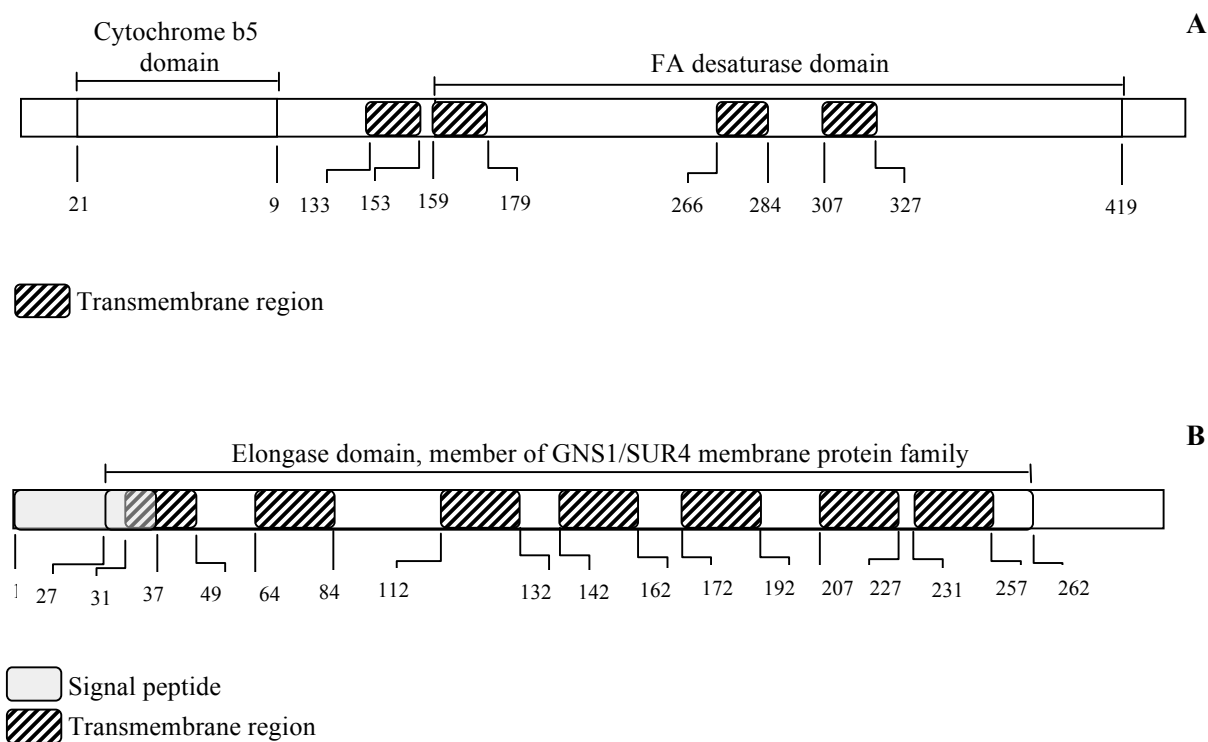 A
Cytochrome b5
domain
FA desaturase domain
21 9 133 153 159 179 266 284 307 327 419
Transmembrane region
B
Elongase domain, member of GNS1/SUR4 membrane protein family
1 27 31 37 49 64 84 112 132 142 162 172 192 207 227 231 257 262
Signal peptide
Transmembrane region